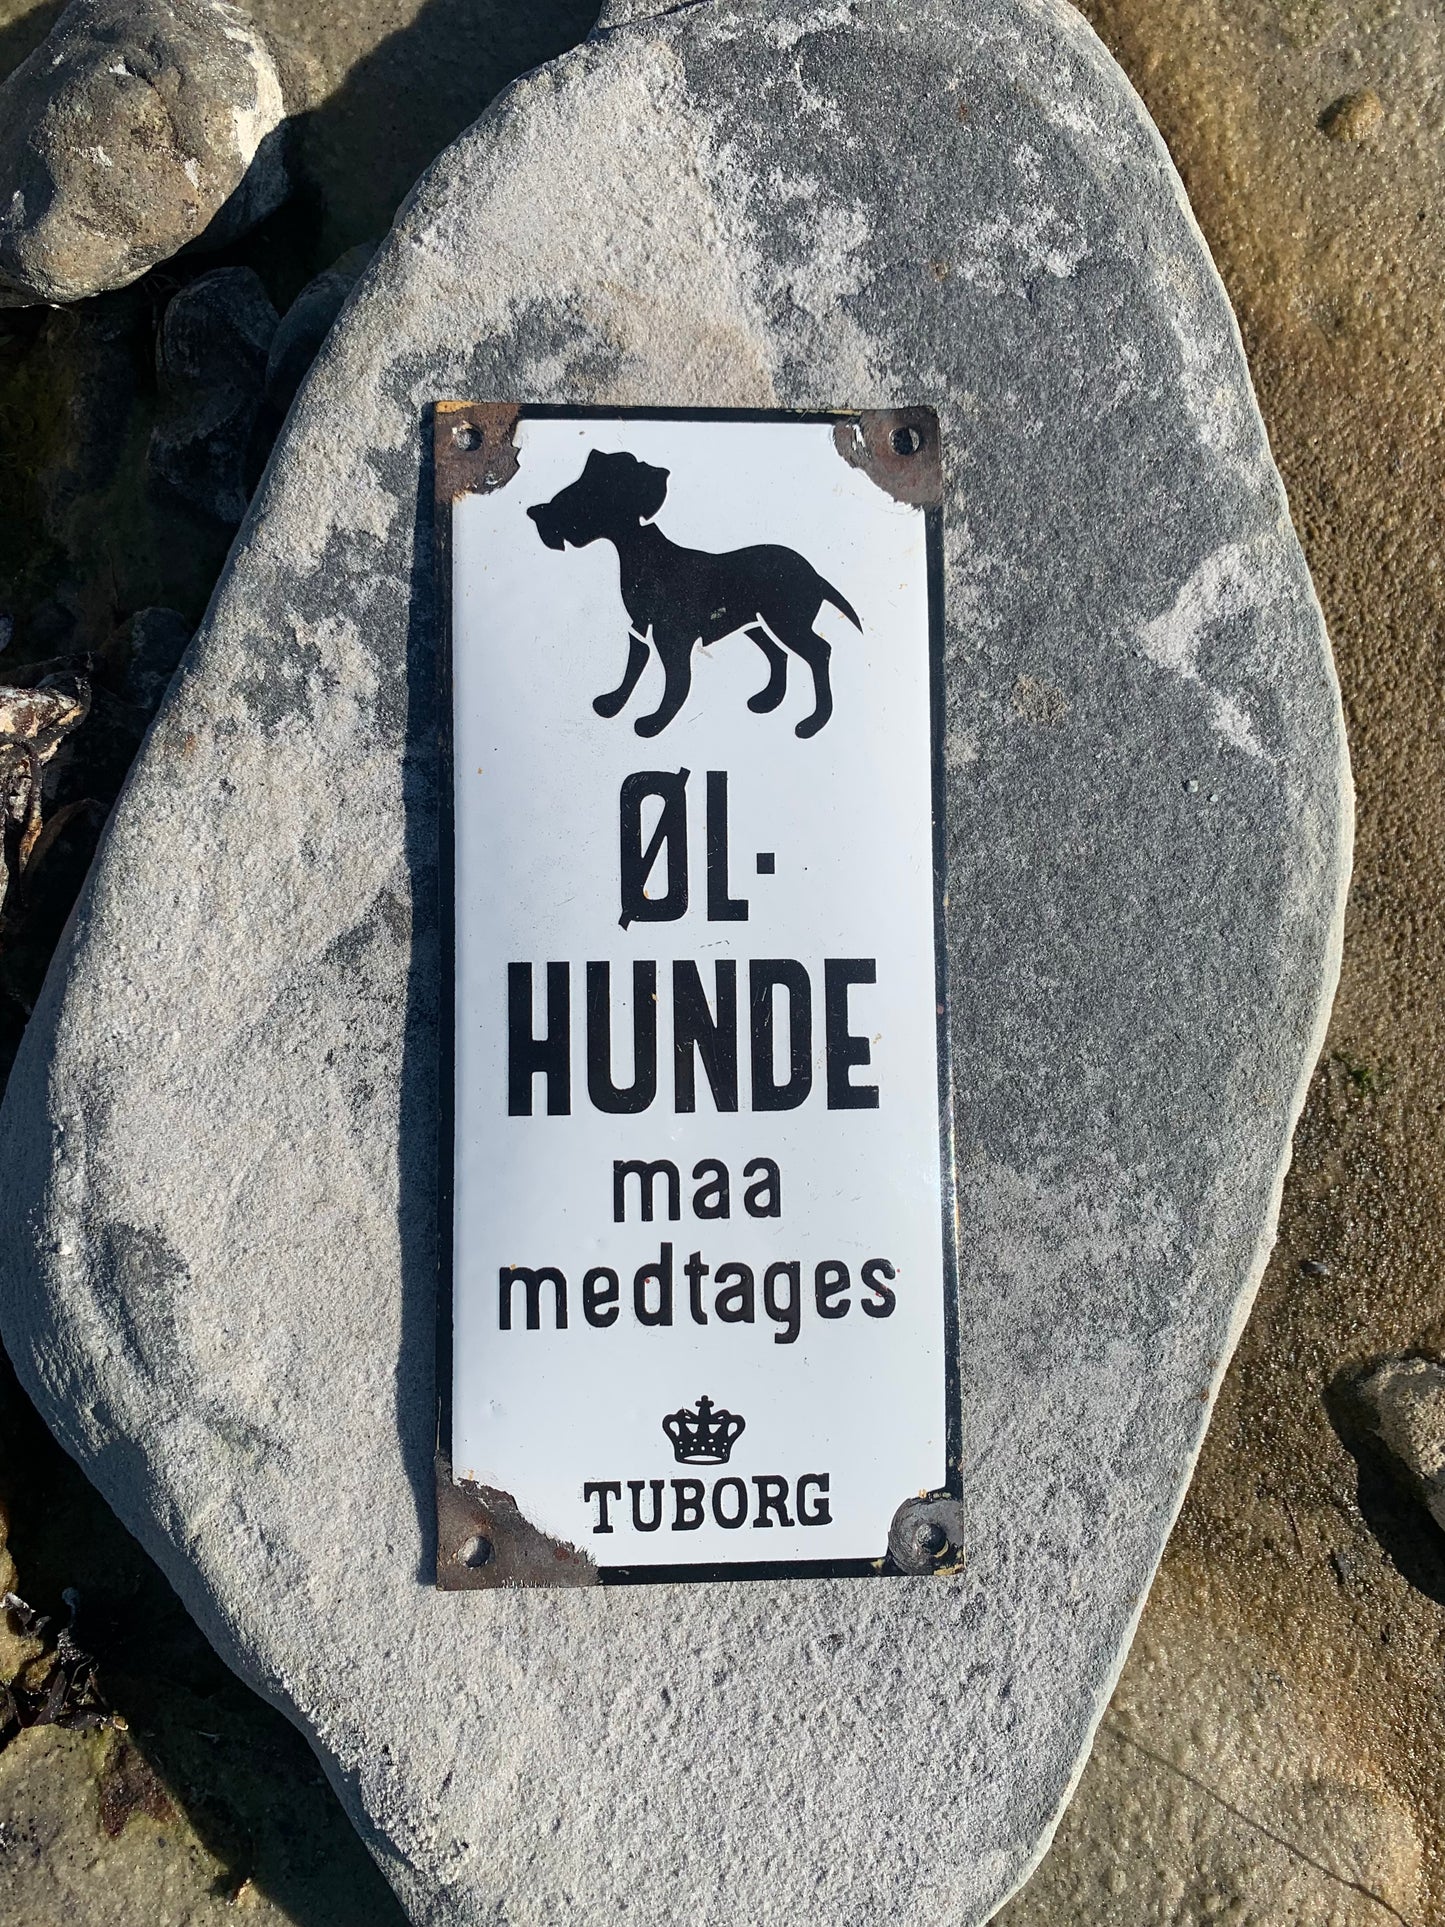 ØL-
HUNDE
maa
medtages
TUBORG